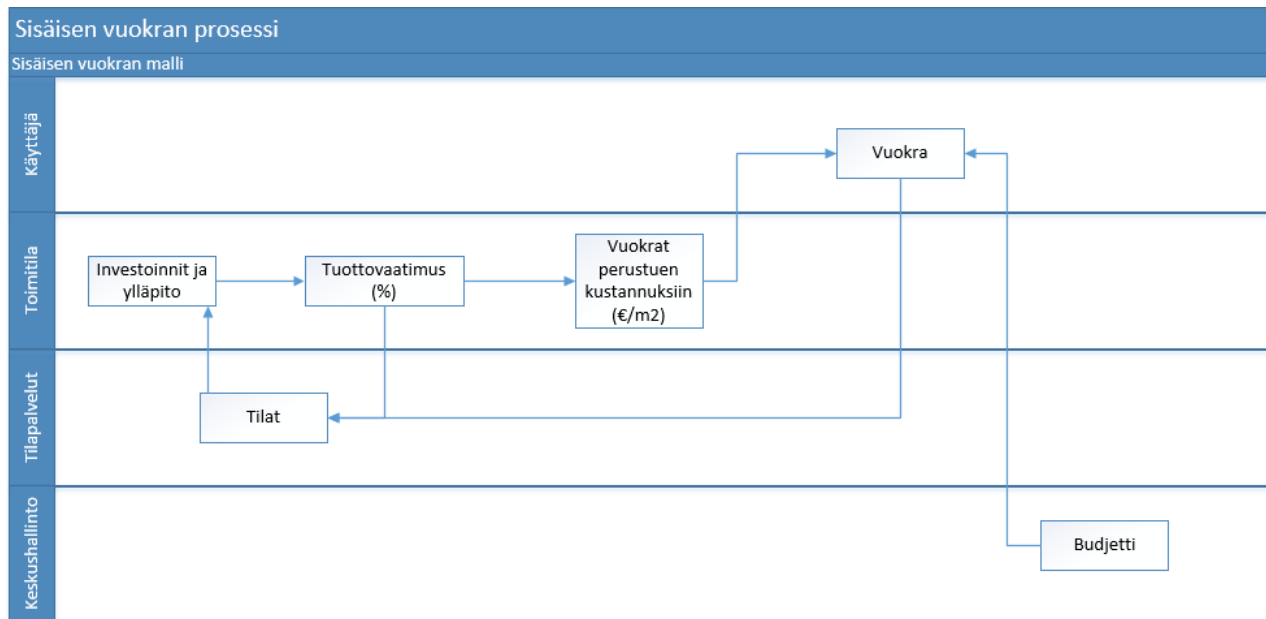 Sisäisen vuokran prosessi
Sisäisen vuokran malli
Käyttäjä
Vuokra
Toimitila
Investoinnit ja
ylläpito
Tuottovaatimus
(%)
Vuokrat
perustuen
kustannuksiin
(€/m2)
Tilapalvelut
Tilat
Keskushallinto
Budjetti